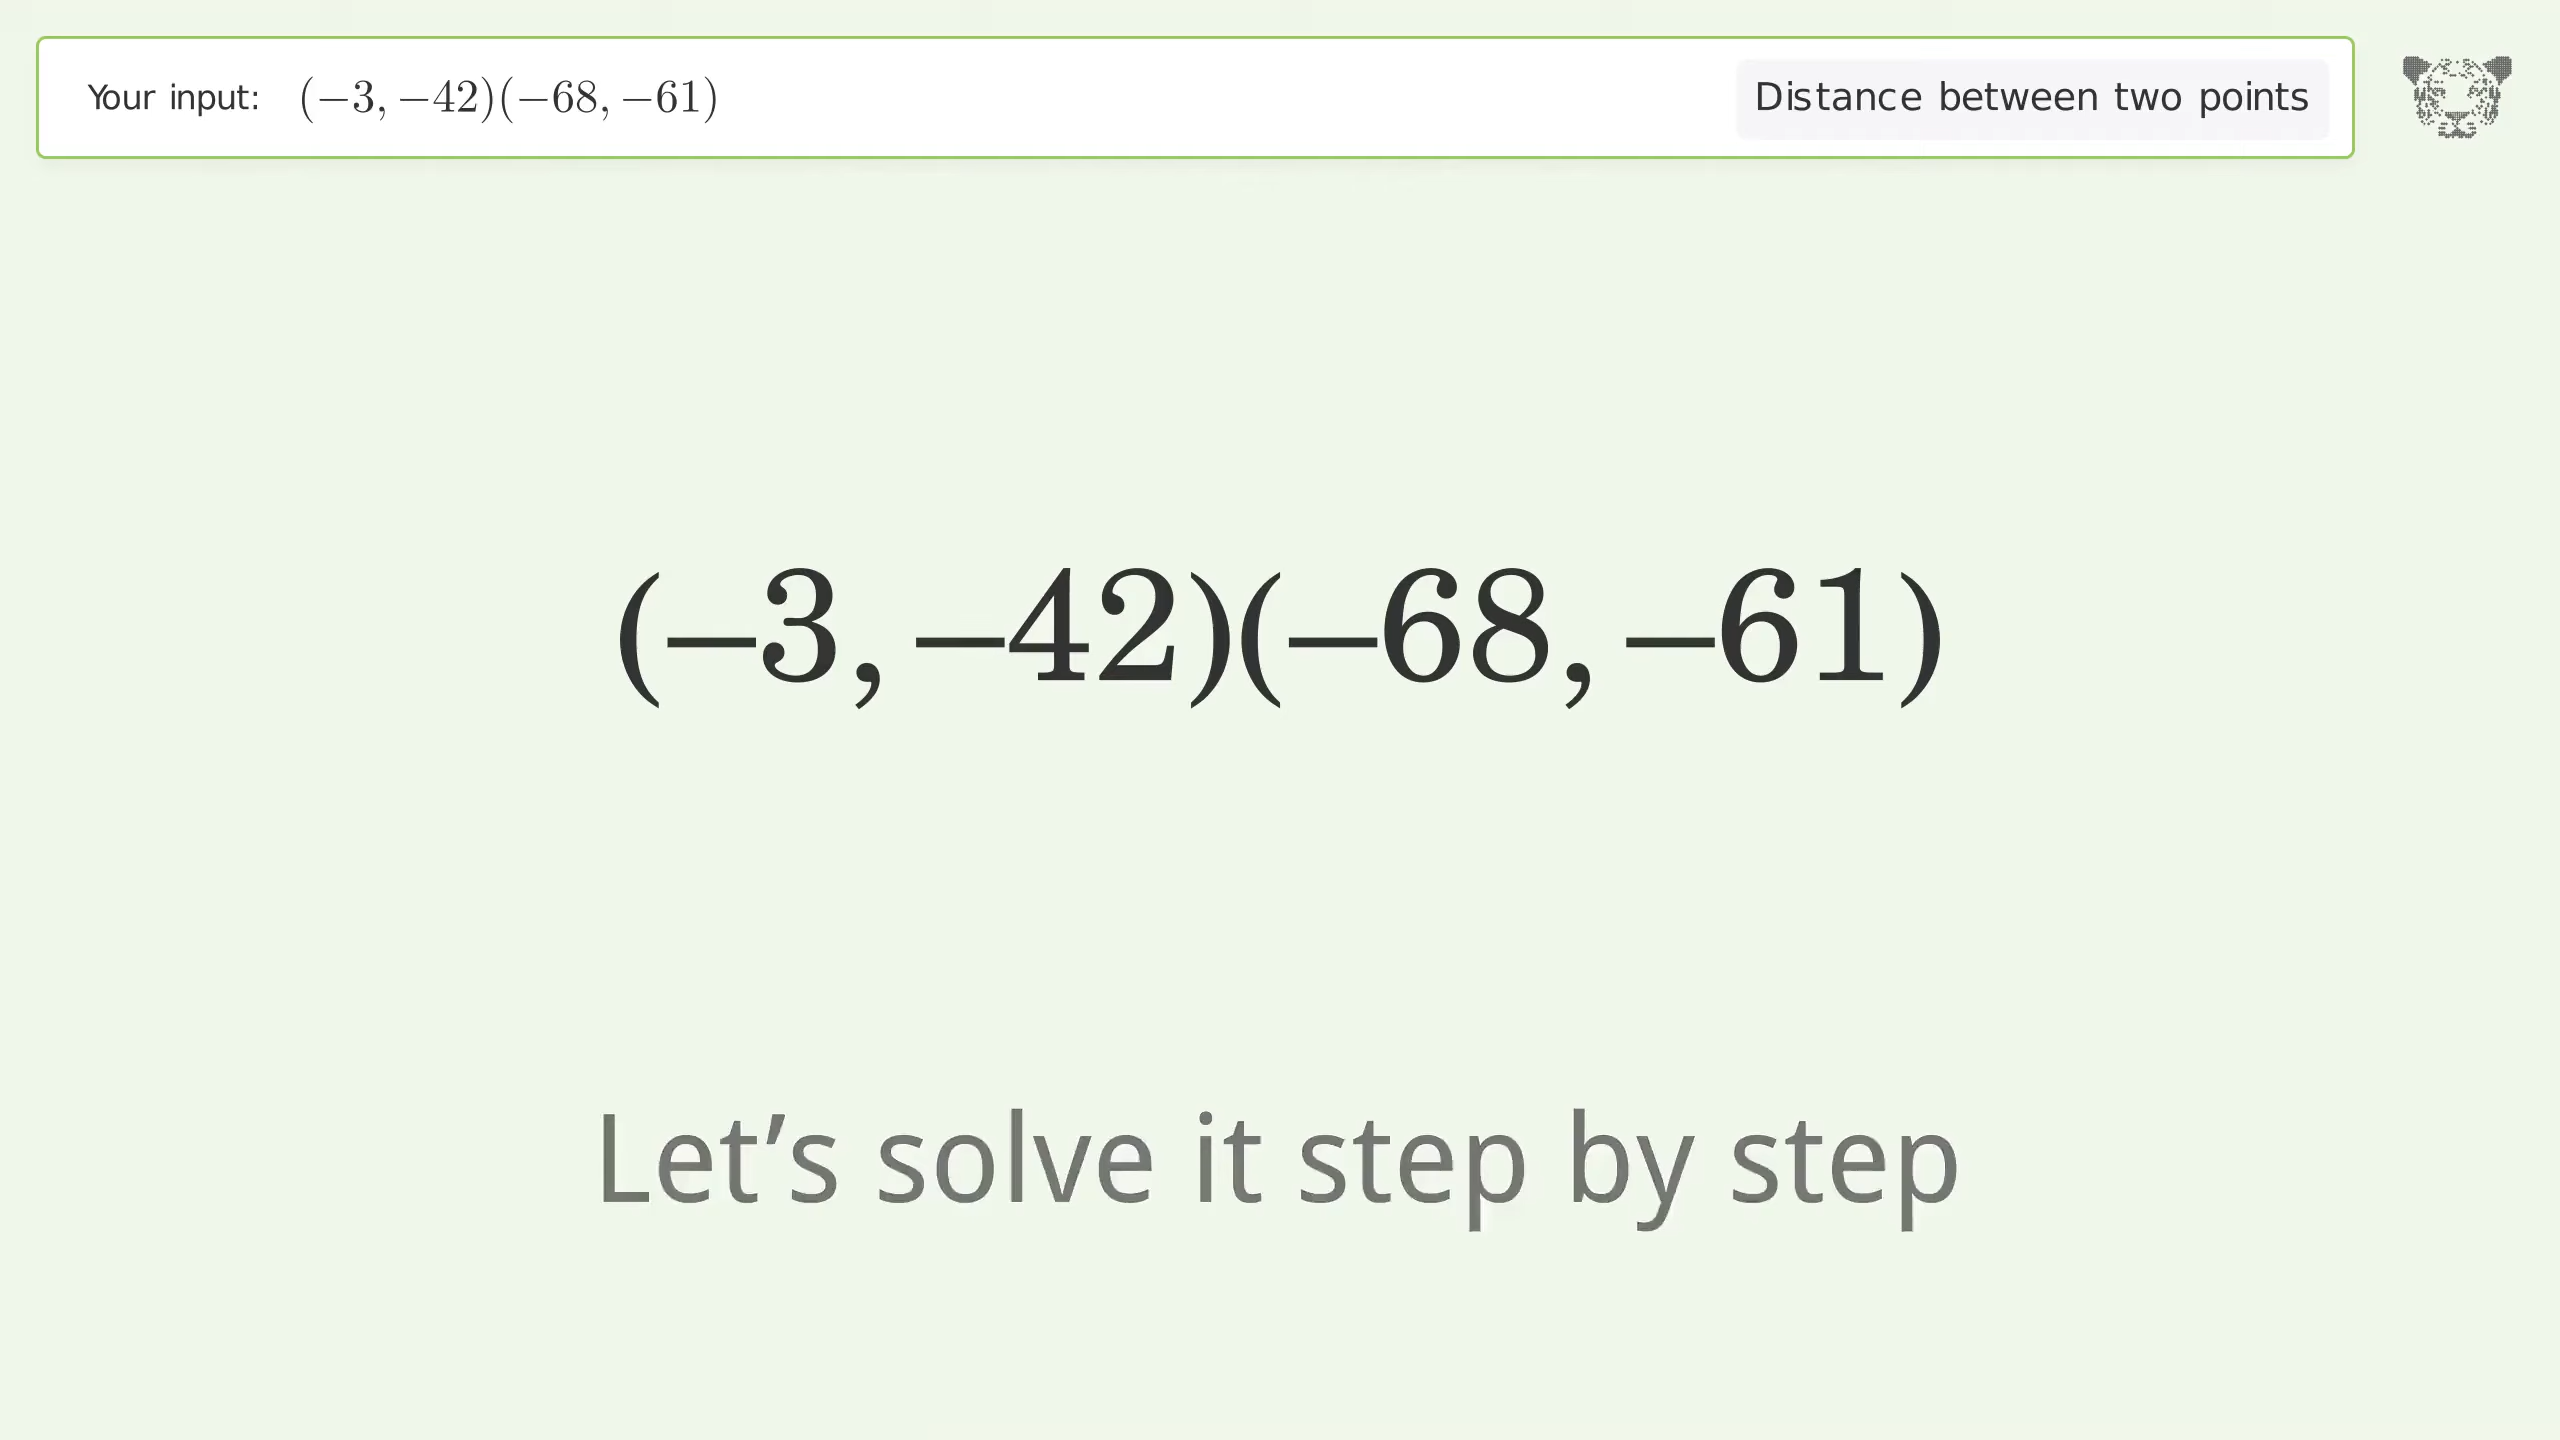 Your input: (−3, −42)(−68, −61) Distance between two points
(−3, −42)(−68, −61)
Let’s solve it step by step